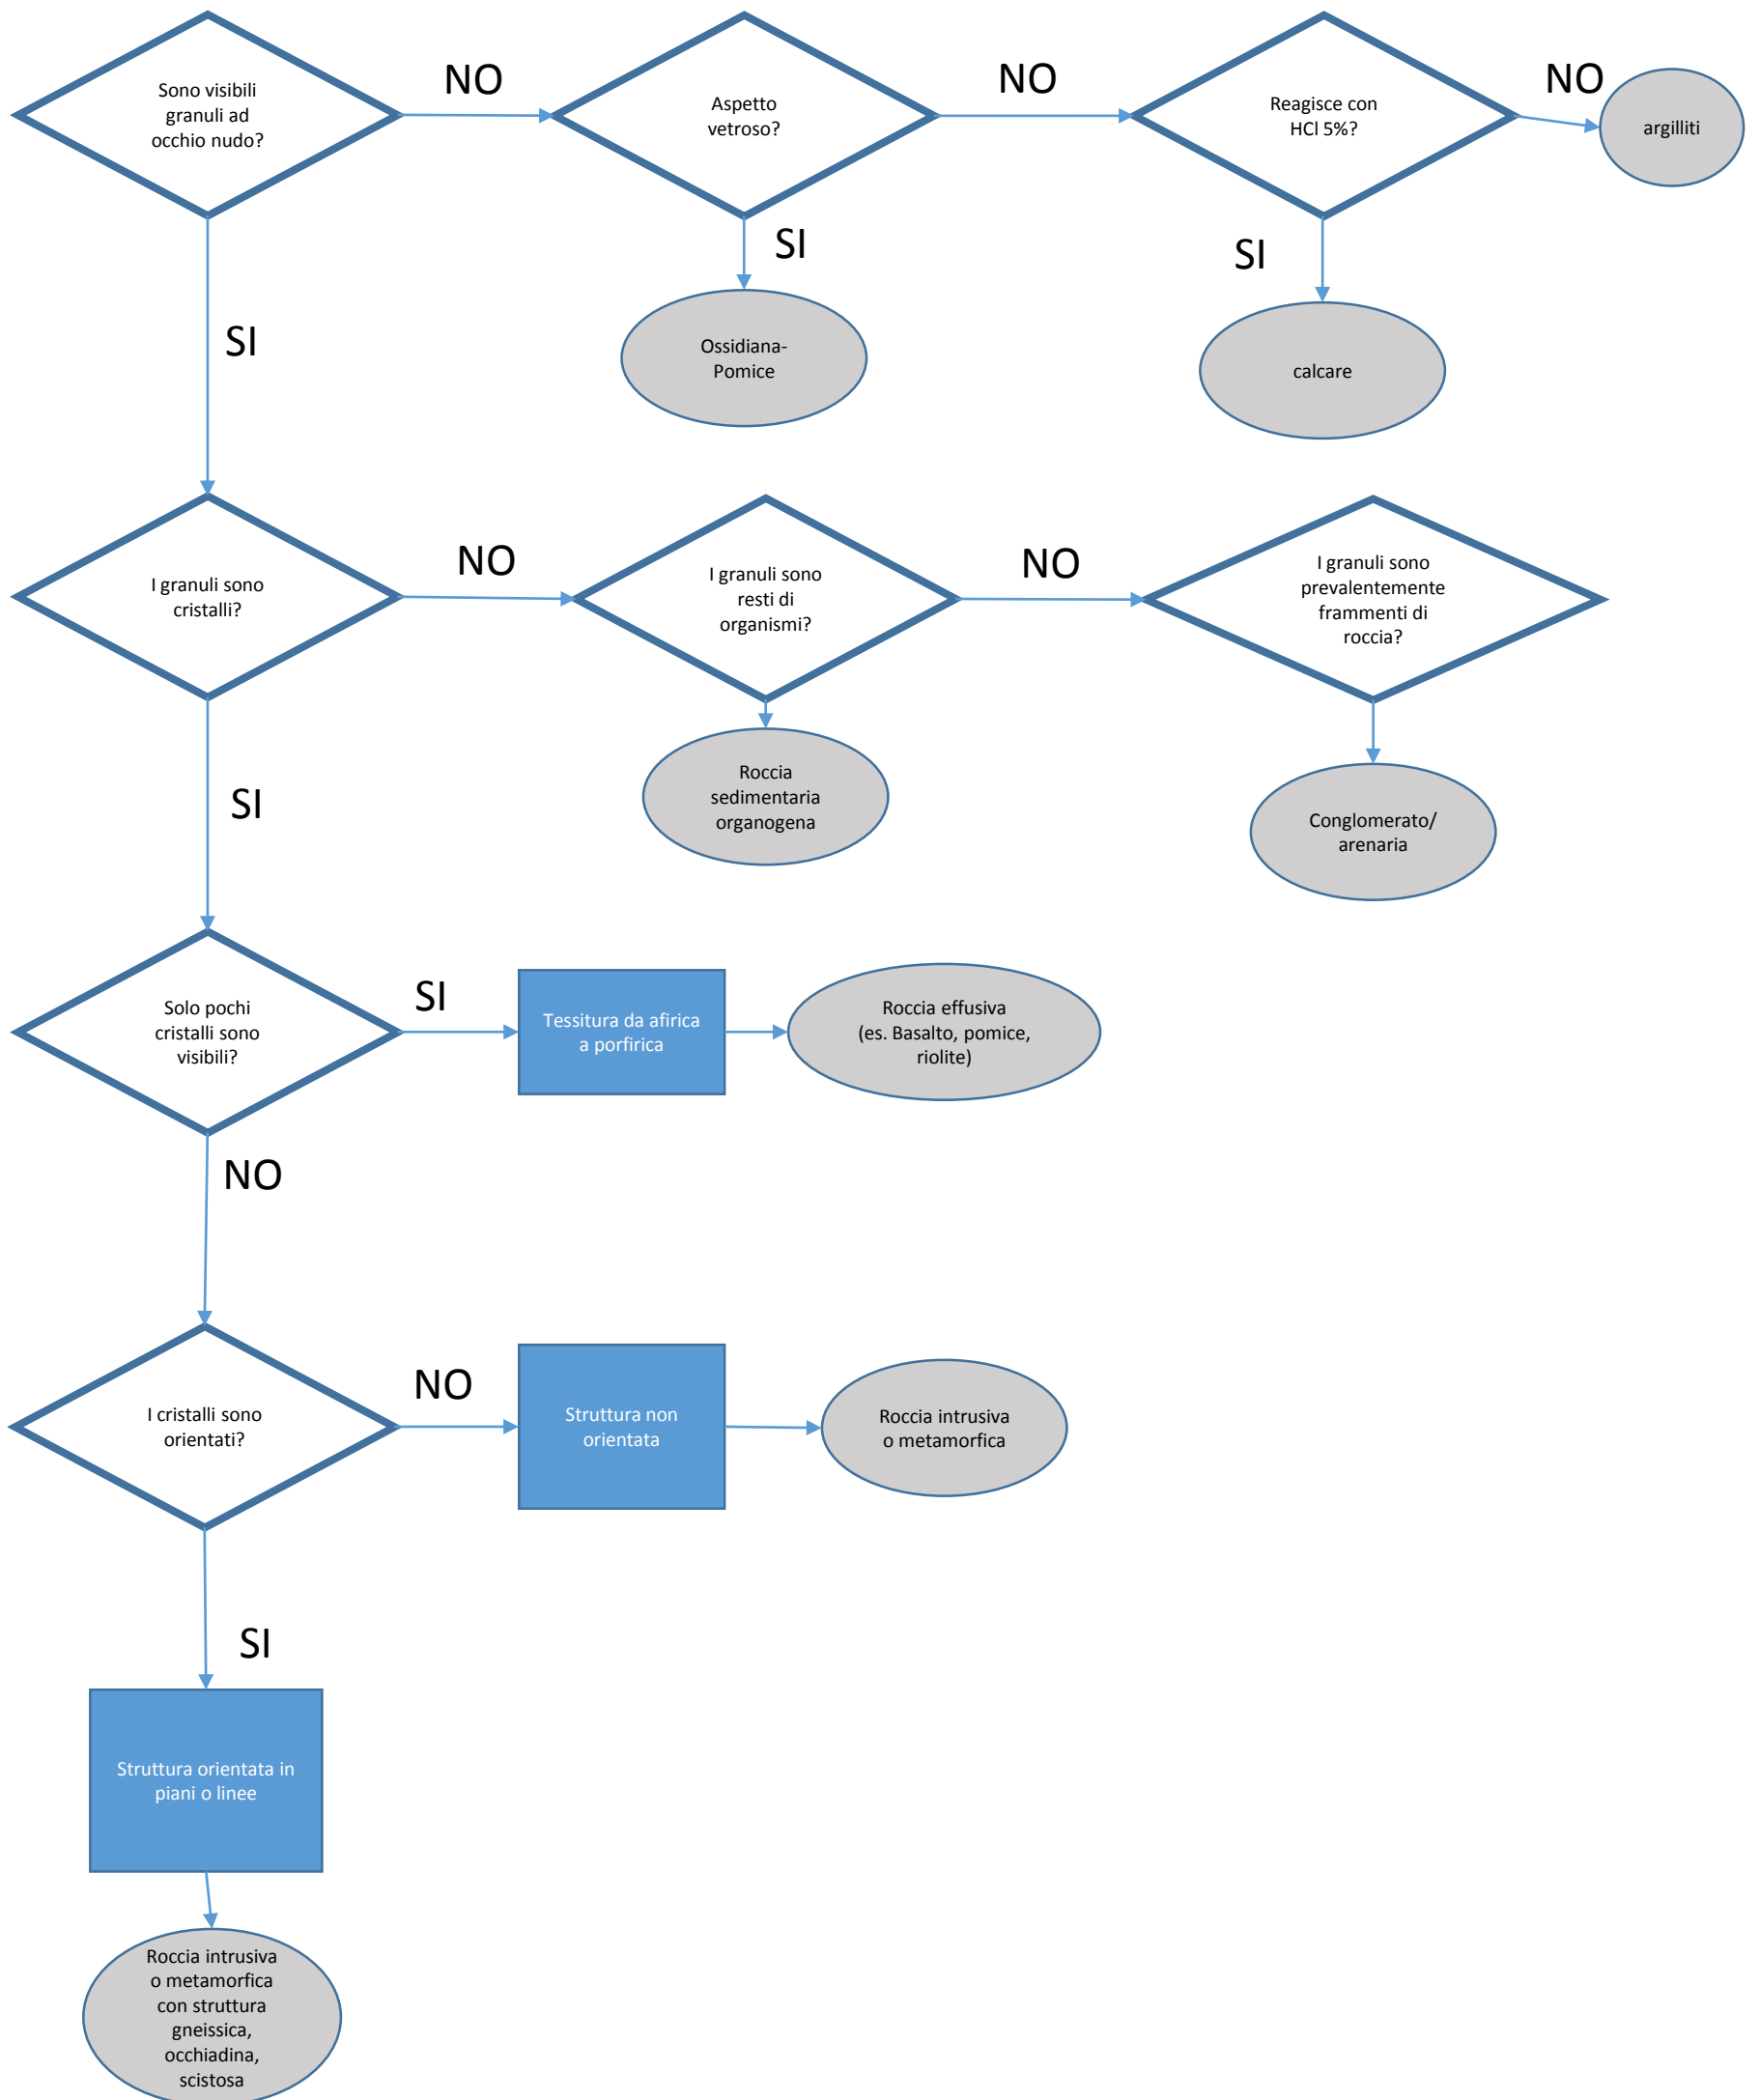 Sono visibili
granuli ad
occhio nudo?
NO
Aspetto
vetroso?
NO
Reagisce con
HCl 5%?
NO
argilliti
SI
SI
SI
Ossidiana-
Pomice
calcare
I granuli sono
cristalli?
NO
I granuli sono
resti di
organismi?
NO
I granuli sono
prevalentemente
frammenti di
roccia?
SI
Roccia
sedimentaria
organogena
Conglomerato/
arenaria
Solo pochi
cristalli sono
visibili?
SI
Tessitura da afirica
a porfirica
Roccia effusiva
(es. Basalto, pomice,
riolite)
NO
I cristalli sono
orientati?
NO
Struttura non
orientata
Roccia intrusiva
o metamorfica
SI
Struttura orientata in
piani o linee
Roccia intrusiva
o metamorfica
con struttura
gneissica,
occhiadina,
scistosa